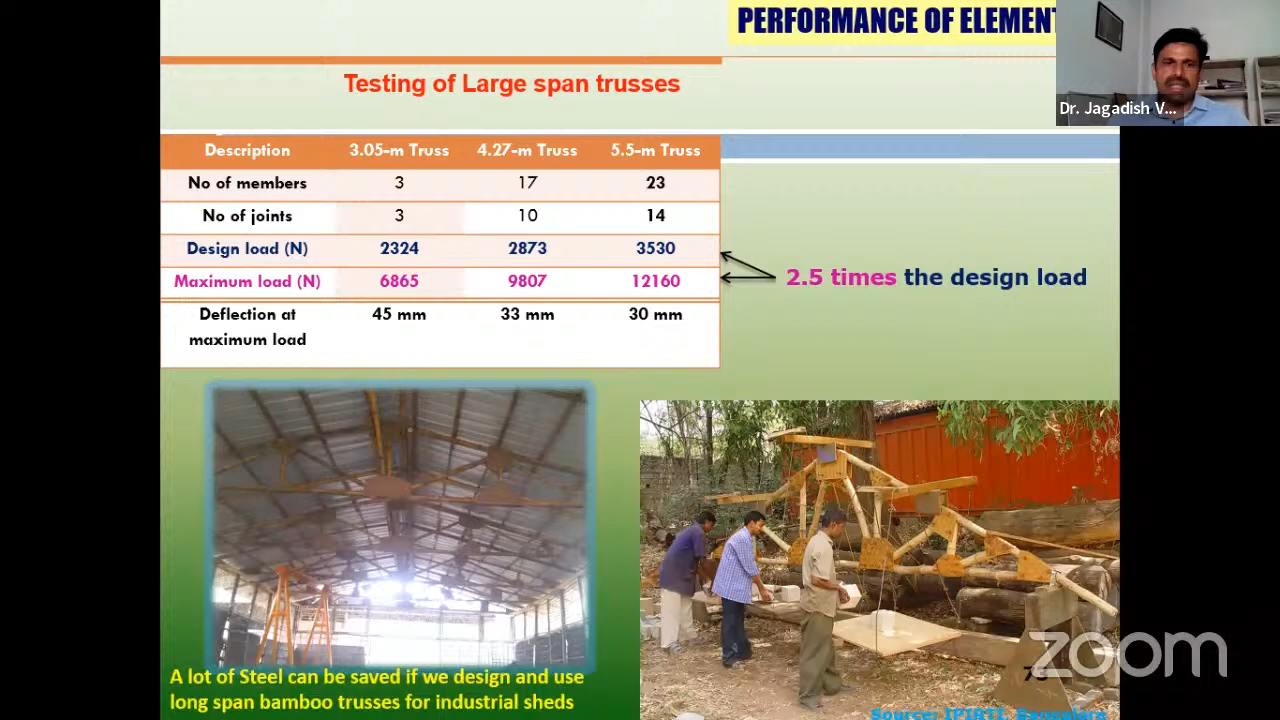 PERFORMANCE OF ELEMENT
Dr. Jagadish V...
Testing of Large span trusses
Description 3.05-m Truss 4.27-m Truss 5.5-m Truss
No of members 3 17 23
No of joints 3 10 14
Design load (N) 2324 2873 3530
Maximum load (N) 6865 9807 12160
Deflection at 45 mm 33 mm 30 mm
maximum load
2.5 times the design load
A lot of Steel can be saved if we design and use
long span bamboo trusses for industrial sheds
zoom
Source: IPIRTI, Bangalore